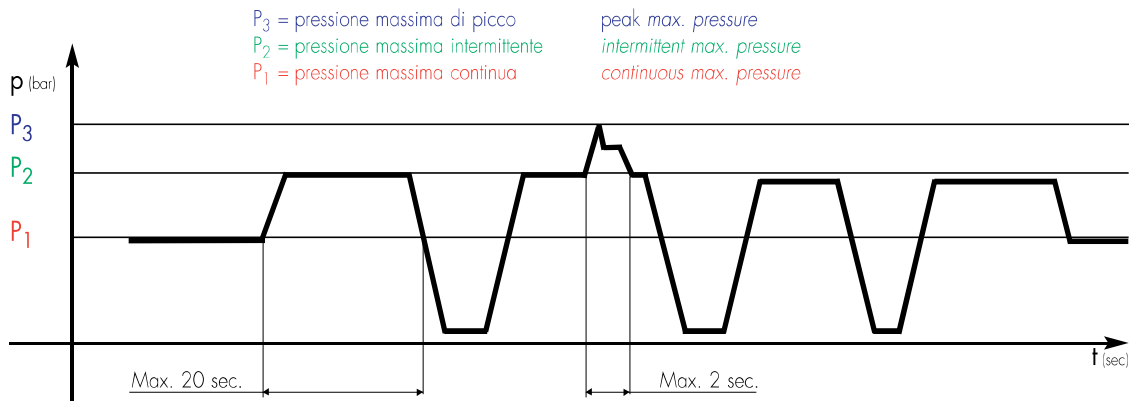 P3 = pressione massima di picco peak max. pressure
P2 = pressione massima intermittente intermittent max. pressure
P1 = pressione massima continua continuous max. pressure
p (bar)
P3
P2
P1
t (sec)
Max. 20 sec. Max. 2 sec.